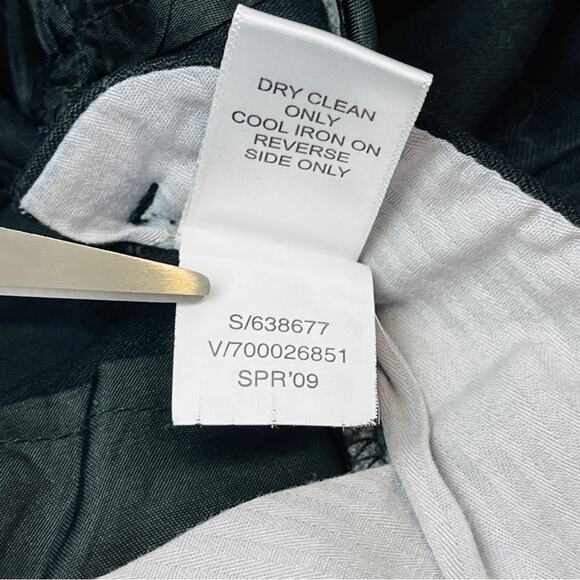 DRY CLEAN
ONLY
COOL IRON ON
REVERSE
SIDE ONLY
S/638677
V/700026851
SPR'09